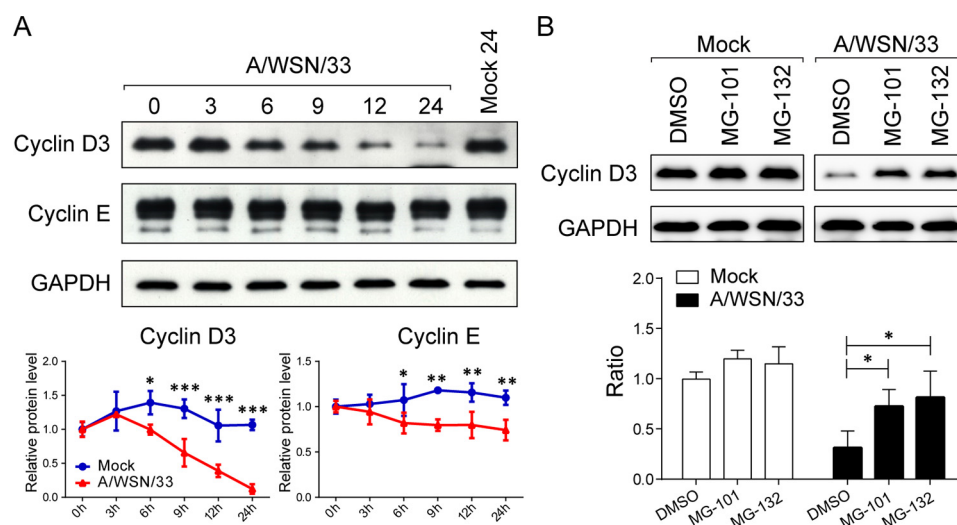 A
A/WSN/33
0 3 6 9 12 24 Mock 24
Cyclin D3
Cyclin E
GAPDH
Cyclin D3
Relative protein level
2.0
1.5
1.0
0.5
0.0
* *** *** ***
Mock
A/WSN/33
0h 3h 6h 9h 12h 24h
Cyclin E
Relative protein level
1.5
1.0
0.5
0.0
* ** ** **
0h 3h 6h 9h 12h 24h
B
Mock A/WSN/33
DMSO MG-101 MG-132 DMSO MG-101 MG-132
Cyclin D3
GAPDH
Mock
A/WSN/33
Ratio
2.0
1.5
1.0
0.5
0.0
*
*
DMSO MG-101 MG-132 DMSO MG-101 MG-132